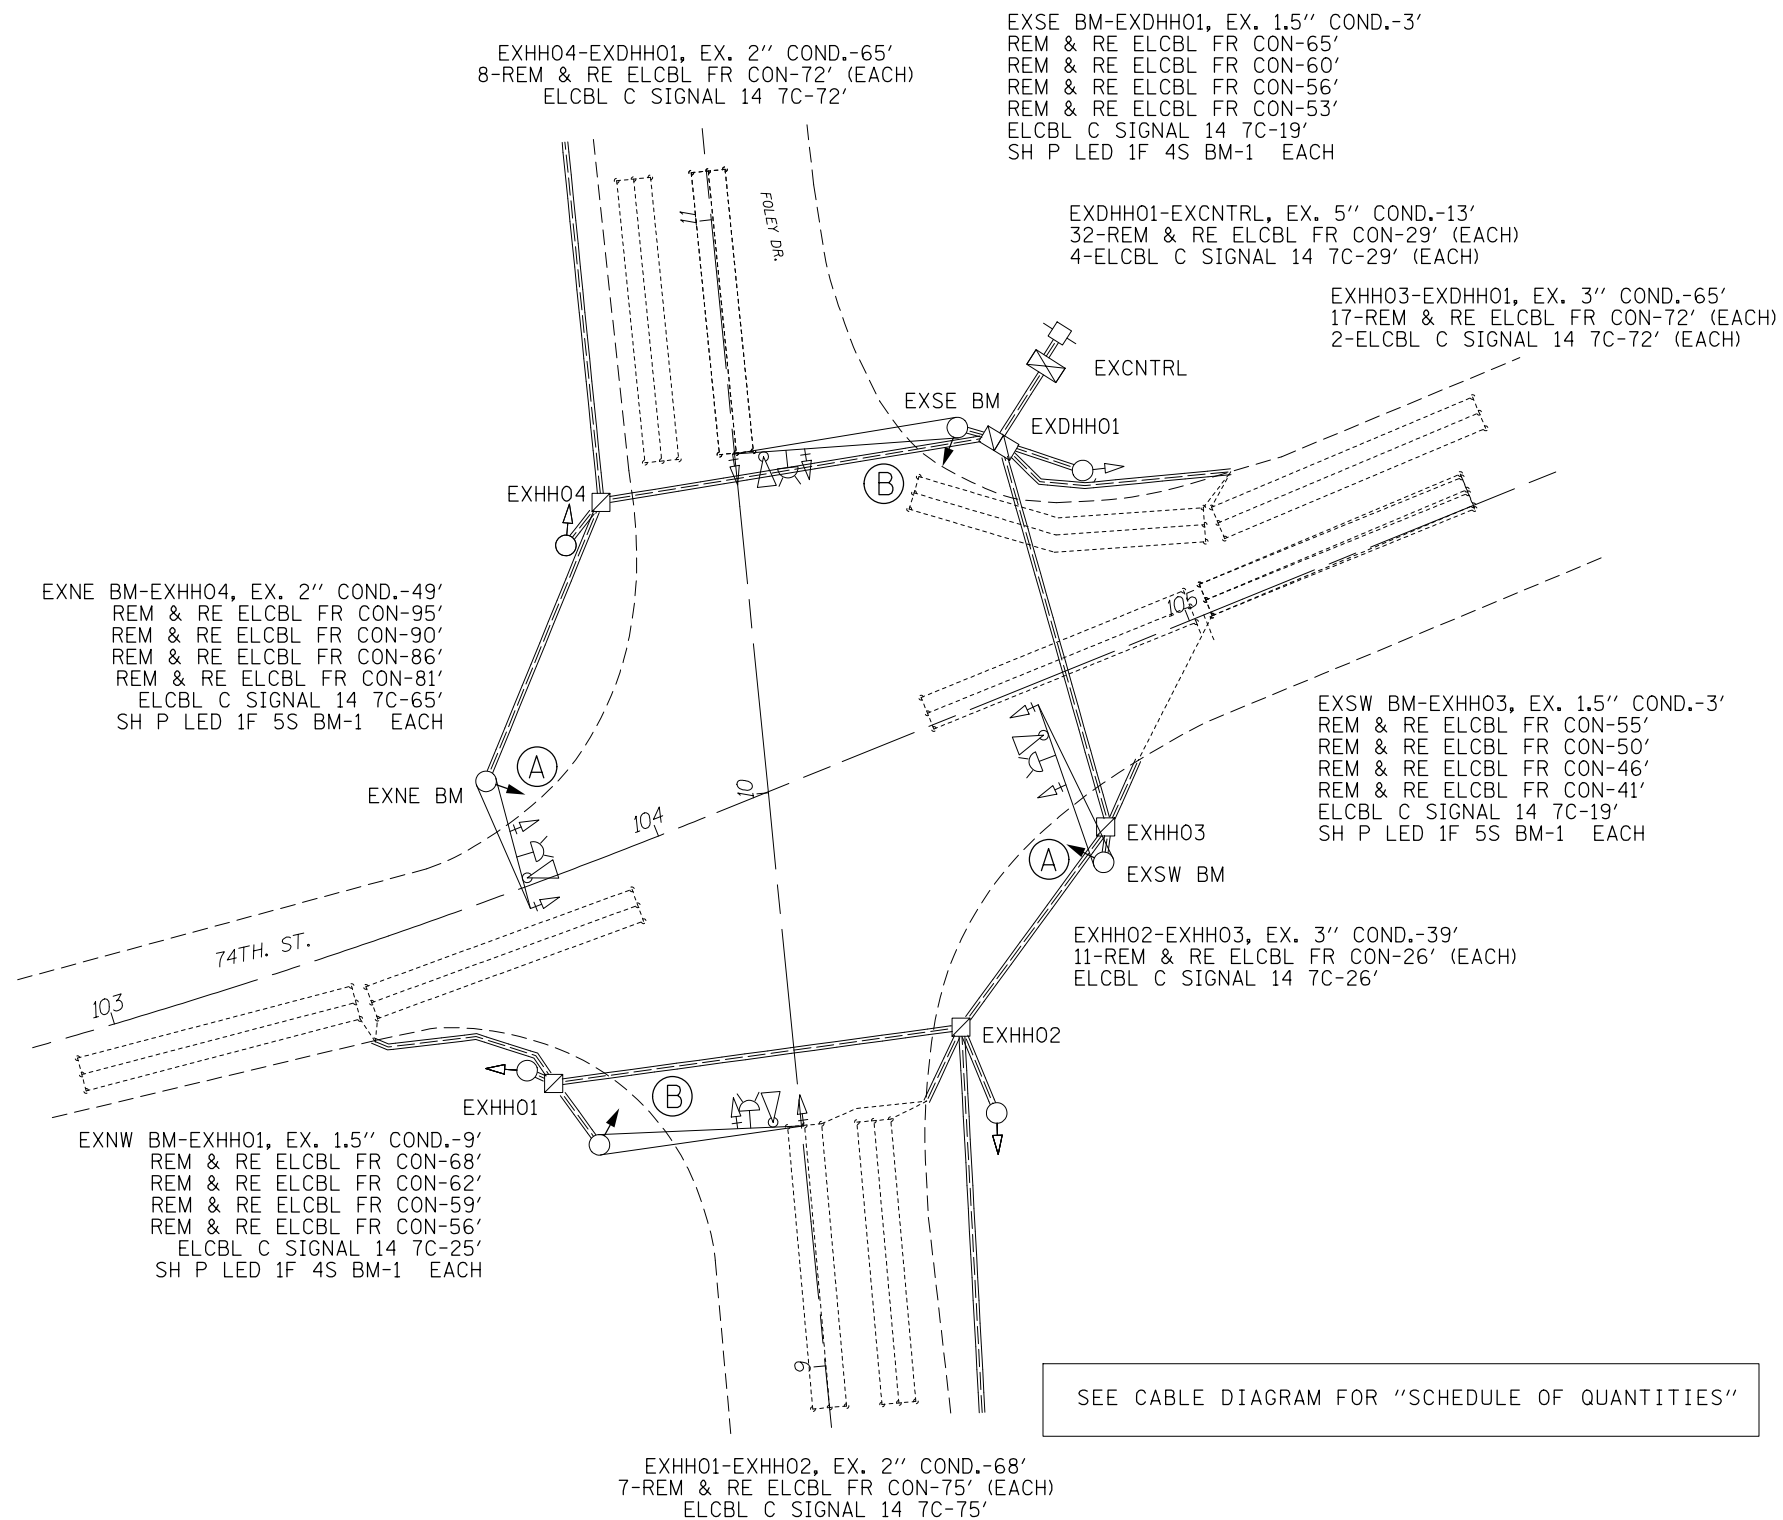 EXSE BM-EXDHH01, EX. 1.5'' COND.-3'
REM & RE ELCBL FR CON-65'
REM & RE ELCBL FR CON-60'
REM & RE ELCBL FR CON-56'
REM & RE ELCBL FR CON-53'
ELCBL C SIGNAL 14 7C-19'
SH P LED 1F 4S BM-1 EACH
EXHH04-EXDHH01, EX. 2'' COND.-65'
8-REM & RE ELCBL FR CON-72' (EACH)
ELCBL C SIGNAL 14 7C-72'
EXDHH01-EXCNTRL, EX. 5'' COND.-13'
32-REM & RE ELCBL FR CON-29' (EACH)
4-ELCBL C SIGNAL 14 7C-29' (EACH)
EXHH03-EXDHH01, EX. 3'' COND.-65'
17-REM & RE ELCBL FR CON-72' (EACH)
2-ELCBL C SIGNAL 14 7C-72' (EACH)
11
FOLEY DR.
EXCNTRL
EXSE BM
EXDHH01
B
EXHH04
EXNE BM-EXHH04, EX. 2'' COND.-49'
REM & RE ELCBL FR CON-95'
REM & RE ELCBL FR CON-90'
REM & RE ELCBL FR CON-86'
REM & RE ELCBL FR CON-81'
ELCBL C SIGNAL 14 7C-65'
SH P LED 1F 5S BM-1 EACH
105
EXSW BM-EXHH03, EX. 1.5'' COND.-3'
REM & RE ELCBL FR CON-55'
REM & RE ELCBL FR CON-50'
REM & RE ELCBL FR CON-46'
REM & RE ELCBL FR CON-41'
ELCBL C SIGNAL 14 7C-19'
SH P LED 1F 5S BM-1 EACH
A
EXNE BM
10
104
EXHH03
A
EXSW BM
74TH. ST.
103
EXHH02-EXHH03, EX. 3'' COND.-39'
11-REM & RE ELCBL FR CON-26' (EACH)
ELCBL C SIGNAL 14 7C-26'
EXHH02
B
EXHH01
EXNW BM-EXHH01, EX. 1.5'' COND.-9'
REM & RE ELCBL FR CON-68'
REM & RE ELCBL FR CON-62'
REM & RE ELCBL FR CON-59'
REM & RE ELCBL FR CON-56'
ELCBL C SIGNAL 14 7C-25'
SH P LED 1F 4S BM-1 EACH
9
SEE CABLE DIAGRAM FOR "SCHEDULE OF QUANTITIES"
EXHH01-EXHH02, EX. 2'' COND.-68'
7-REM & RE ELCBL FR CON-75' (EACH)
ELCBL C SIGNAL 14 7C-75'